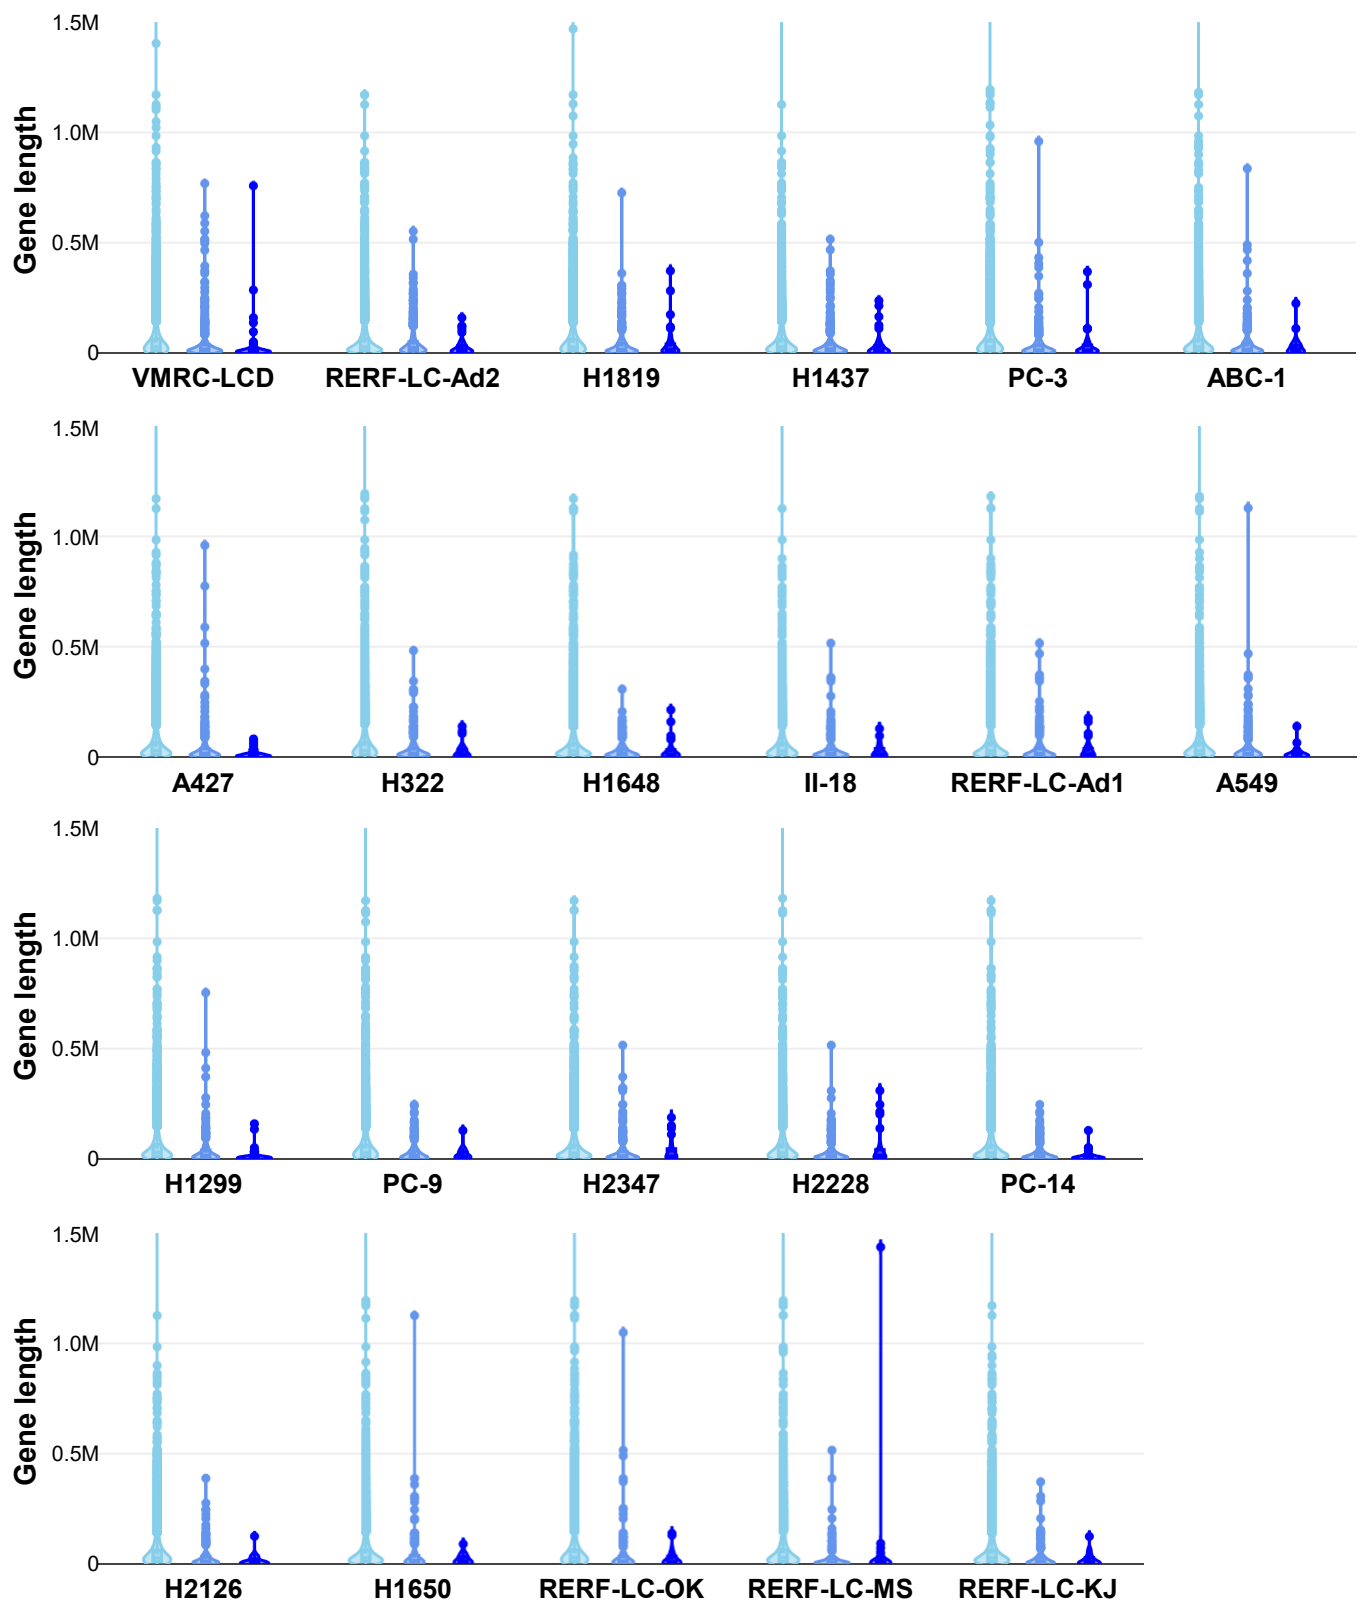 1.5M
1.0M
0.5M
0
Gene length
VMRC-LCD RERF-LC-Ad2 H1819 H1437 PC-3 ABC-1
1.5M
1.0M
0.5M
0
Gene length
A427 H322 H1648 II-18 RERF-LC-Ad1 A549
1.5M
1.0M
0.5M
0
Gene length
H1299 PC-9 H2347 H2228 PC-14
1.5M
1.0M
0.5M
0
Gene length
H2126 H1650 RERF-LC-OK RERF-LC-MS RERF-LC-KJ